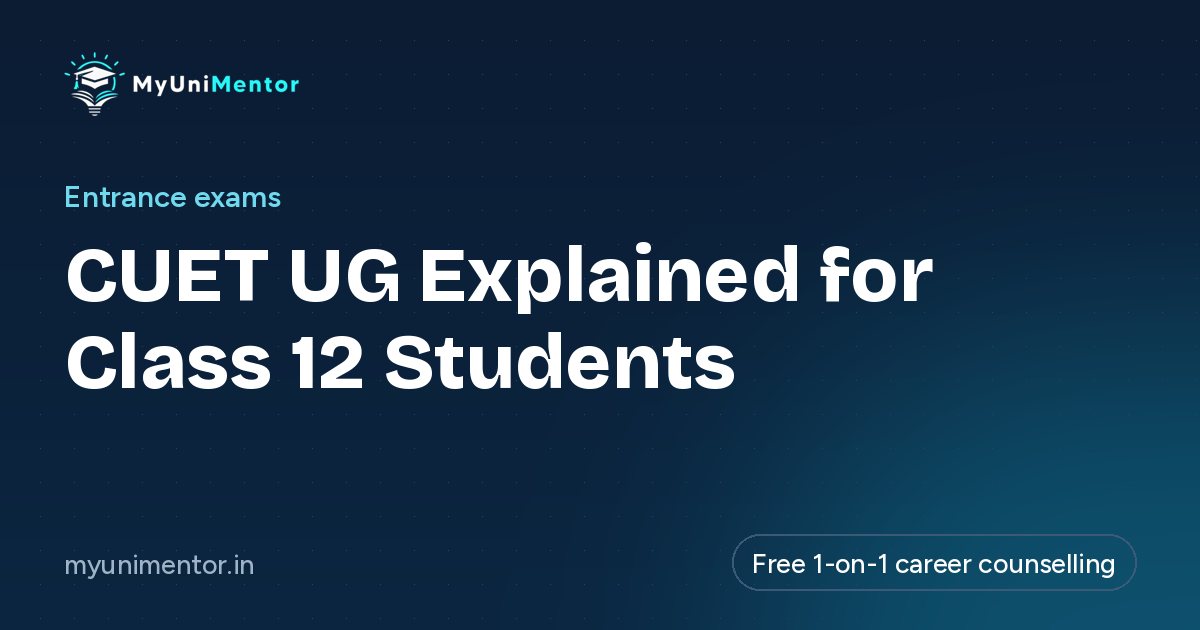 MyUniMentor
Entrance exams
CUET UG Explained for
Class 12 Students
myunimentor.in
Free 1-on-1 career counselling